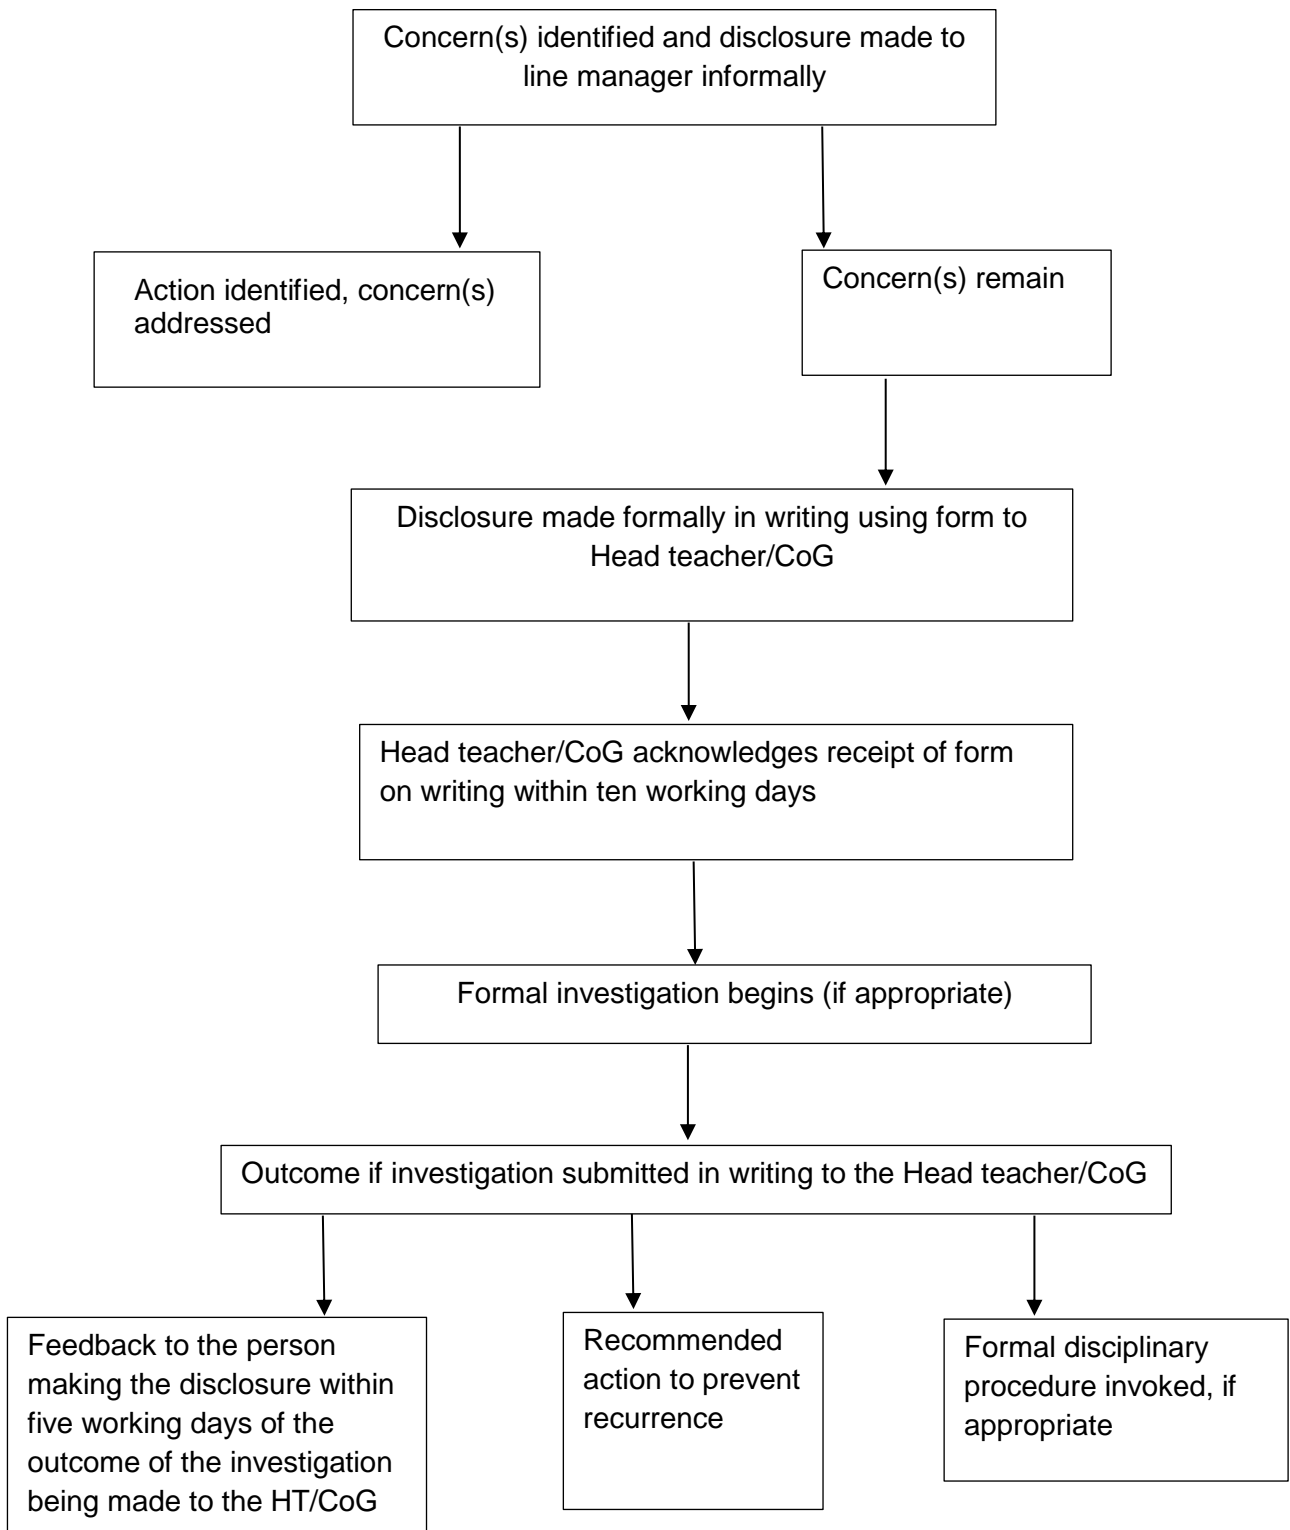 Concern(s) identified and disclosure made to
line manager informally
Action identified, concern(s)
addressed
Concern(s) remain
Disclosure made formally in writing using form to
Head teacher/CoG
Head teacher/CoG acknowledges receipt of form
on writing within ten working days
Formal investigation begins (if appropriate)
Outcome if investigation submitted in writing to the Head teacher/CoG
Feedback to the person
making the disclosure within
five working days of the
outcome of the investigation
being made to the HT/CoG
Recommended
action to prevent
recurrence
Formal disciplinary
procedure invoked, if
appropriate